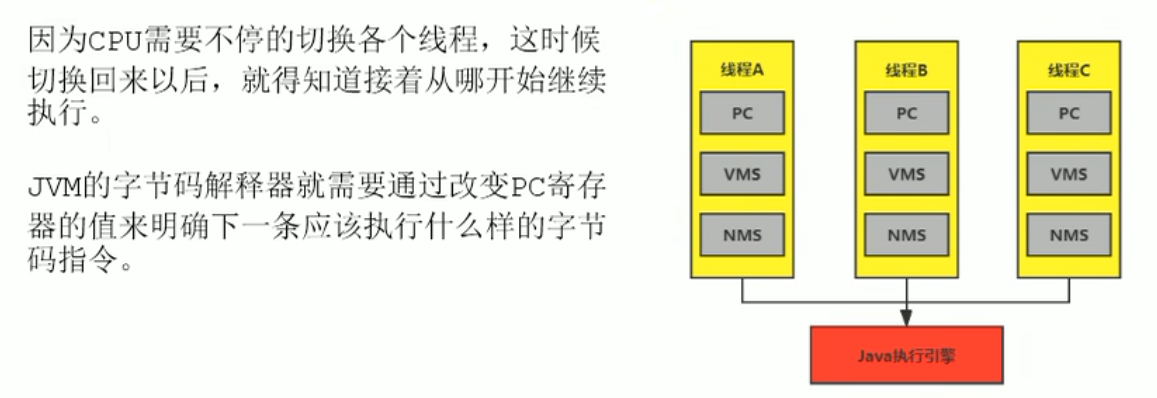 因为CPU需要不停的切换各个线程，这时候
切换回来以后，就得知道接着从哪开始继续
执行。
JVM的字节码解释器就需要通过改变PC寄存
器的值来明确下一条应该执行什么样的字节
码指令。
线程A
PC
VMS
NMS
线程B
PC
VMS
NMS
线程C
PC
VMS
NMS
Java执行引擎